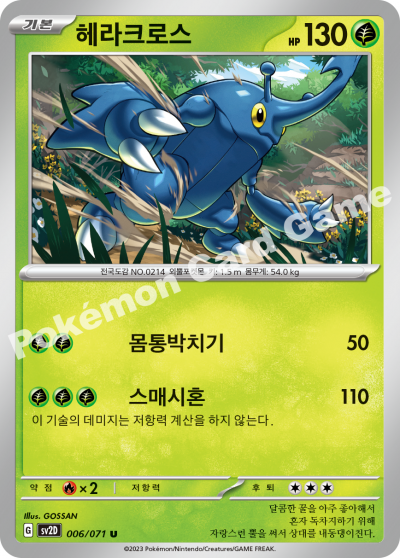 기본 헤라크로스 HP 130
전국도감 NO.0214 외뿔포켓몬 키: 1.5 m 몸무게: 54.0 kg
Pokémon Card Game
몸통박치기 50
스매시혼 110
이 기술의 데미지는 저항력 계산을 하지 않는다.
약점 ×2 저항력 후퇴
Illus. GOSSAN
G sv2D 006/071 U
달콤한 꿀을 아주 좋아해서
혼자 독차지하기 위해
자랑스런 뿔을 써서 상대를 내동댕이친다.
©2023 Pokémon/Nintendo/Creatures/GAME FREAK.